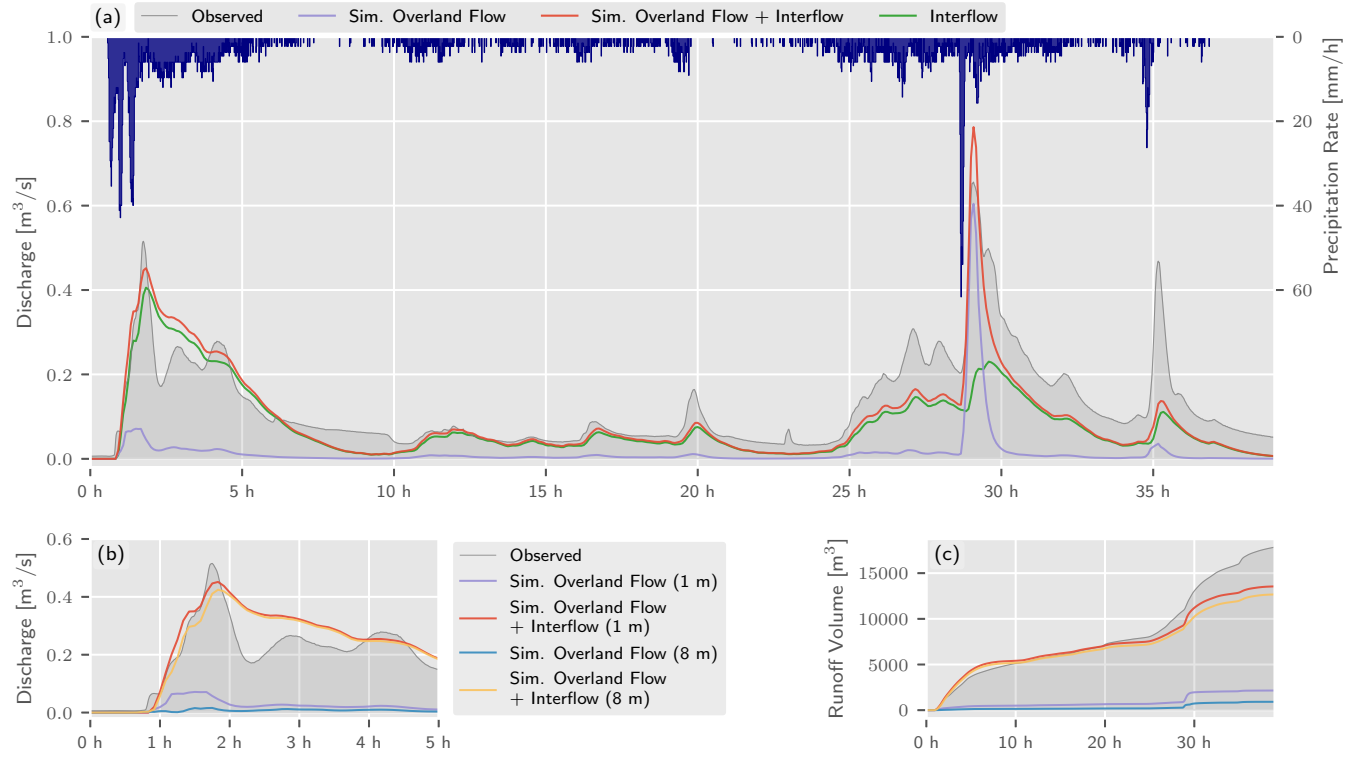 (a)
Observed
Sim. Overland Flow
Sim. Overland Flow + Interflow
Interflow
Discharge [m³/s]
1.0
0.8
0.6
0.4
0.2
0.0
0 h
5 h
10 h
15 h
20 h
25 h
30 h
35 h
0
20
40
60
Precipitation Rate [mm/h]
(b)
Discharge [m³/s]
0.6
0.4
0.2
0.0
0 h
1 h
2 h
3 h
4 h
5 h
Observed
Sim. Overland Flow (1 m)
Sim. Overland Flow
+ Interflow (1 m)
Sim. Overland Flow (8 m)
Sim. Overland Flow
+ Interflow (8 m)
(c)
Runoff Volume [m³]
15000
10000
5000
0
0 h
10 h
20 h
30 h